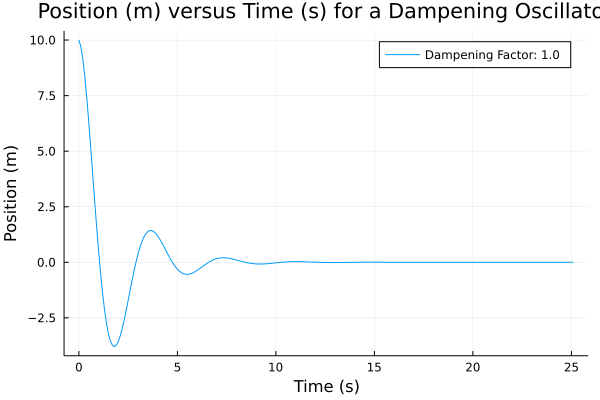 Position (m) versus Time (s) for a Dampening Oscillato
Dampening Factor: 1.0
10.0
7.5
5.0
2.5
0.0
−2.5
Position (m)
0 5 10 15 20 25
Time (s)